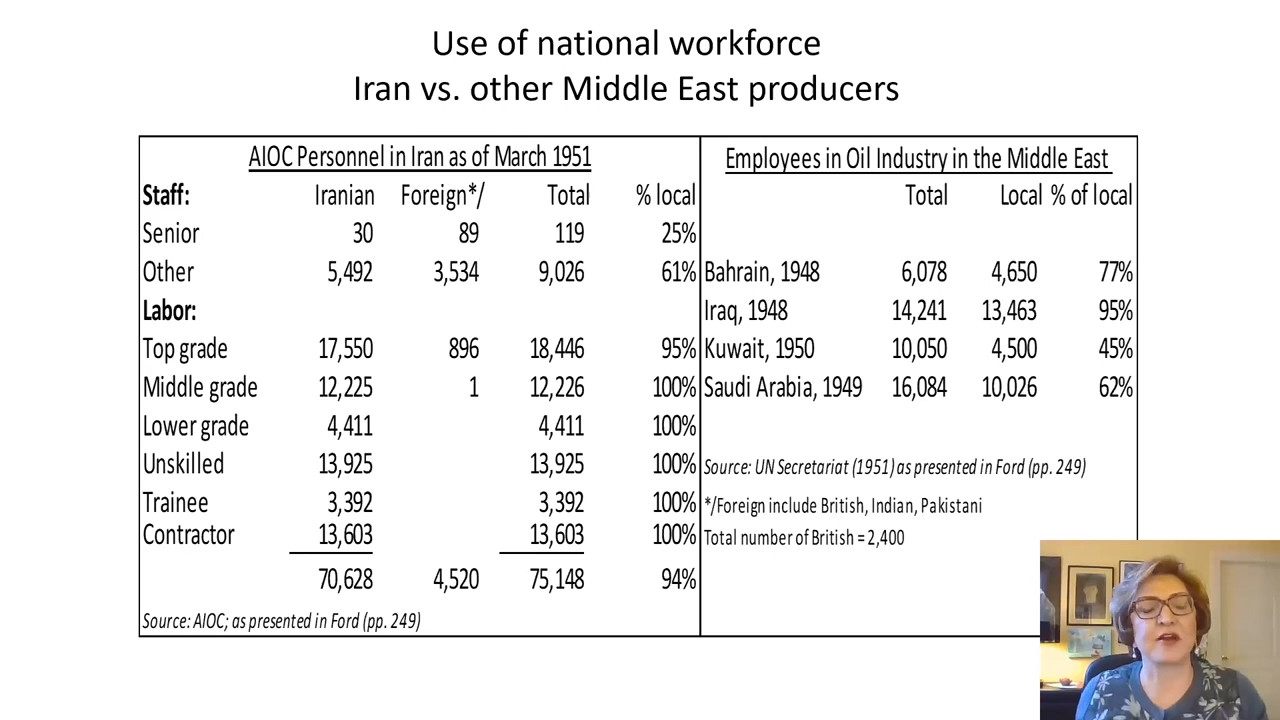 Use of national workforce
Iran vs. other Middle East producers
AIOC Personnel in Iran as of March 1951
Staff: Iranian Foreign*/ Total % local
Senior 30 89 119 25%
Other 5,492 3,534 9,026 61%
Labor:
Top grade 17,550 896 18,446 95%
Middle grade 12,225 1 12,226 100%
Lower grade 4,411 4,411 100%
Unskilled 13,925 13,925 100%
Trainee 3,392 3,392 100%
Contractor 13,603 13,603 100%
70,628 4,520 75,148 94%
Source: AIOC; as presented in Ford (pp. 249)
Employees in Oil Industry in the Middle East
Total Local % of local
Bahrain, 1948 6,078 4,650 77%
Iraq, 1948 14,241 13,463 95%
Kuwait, 1950 10,050 4,500 45%
Saudi Arabia, 1949 16,084 10,026 62%
Source: UN Secretariat (1951) as presented in Ford (pp. 249)
*/Foreign include British, Indian, Pakistani
Total number of British = 2,400